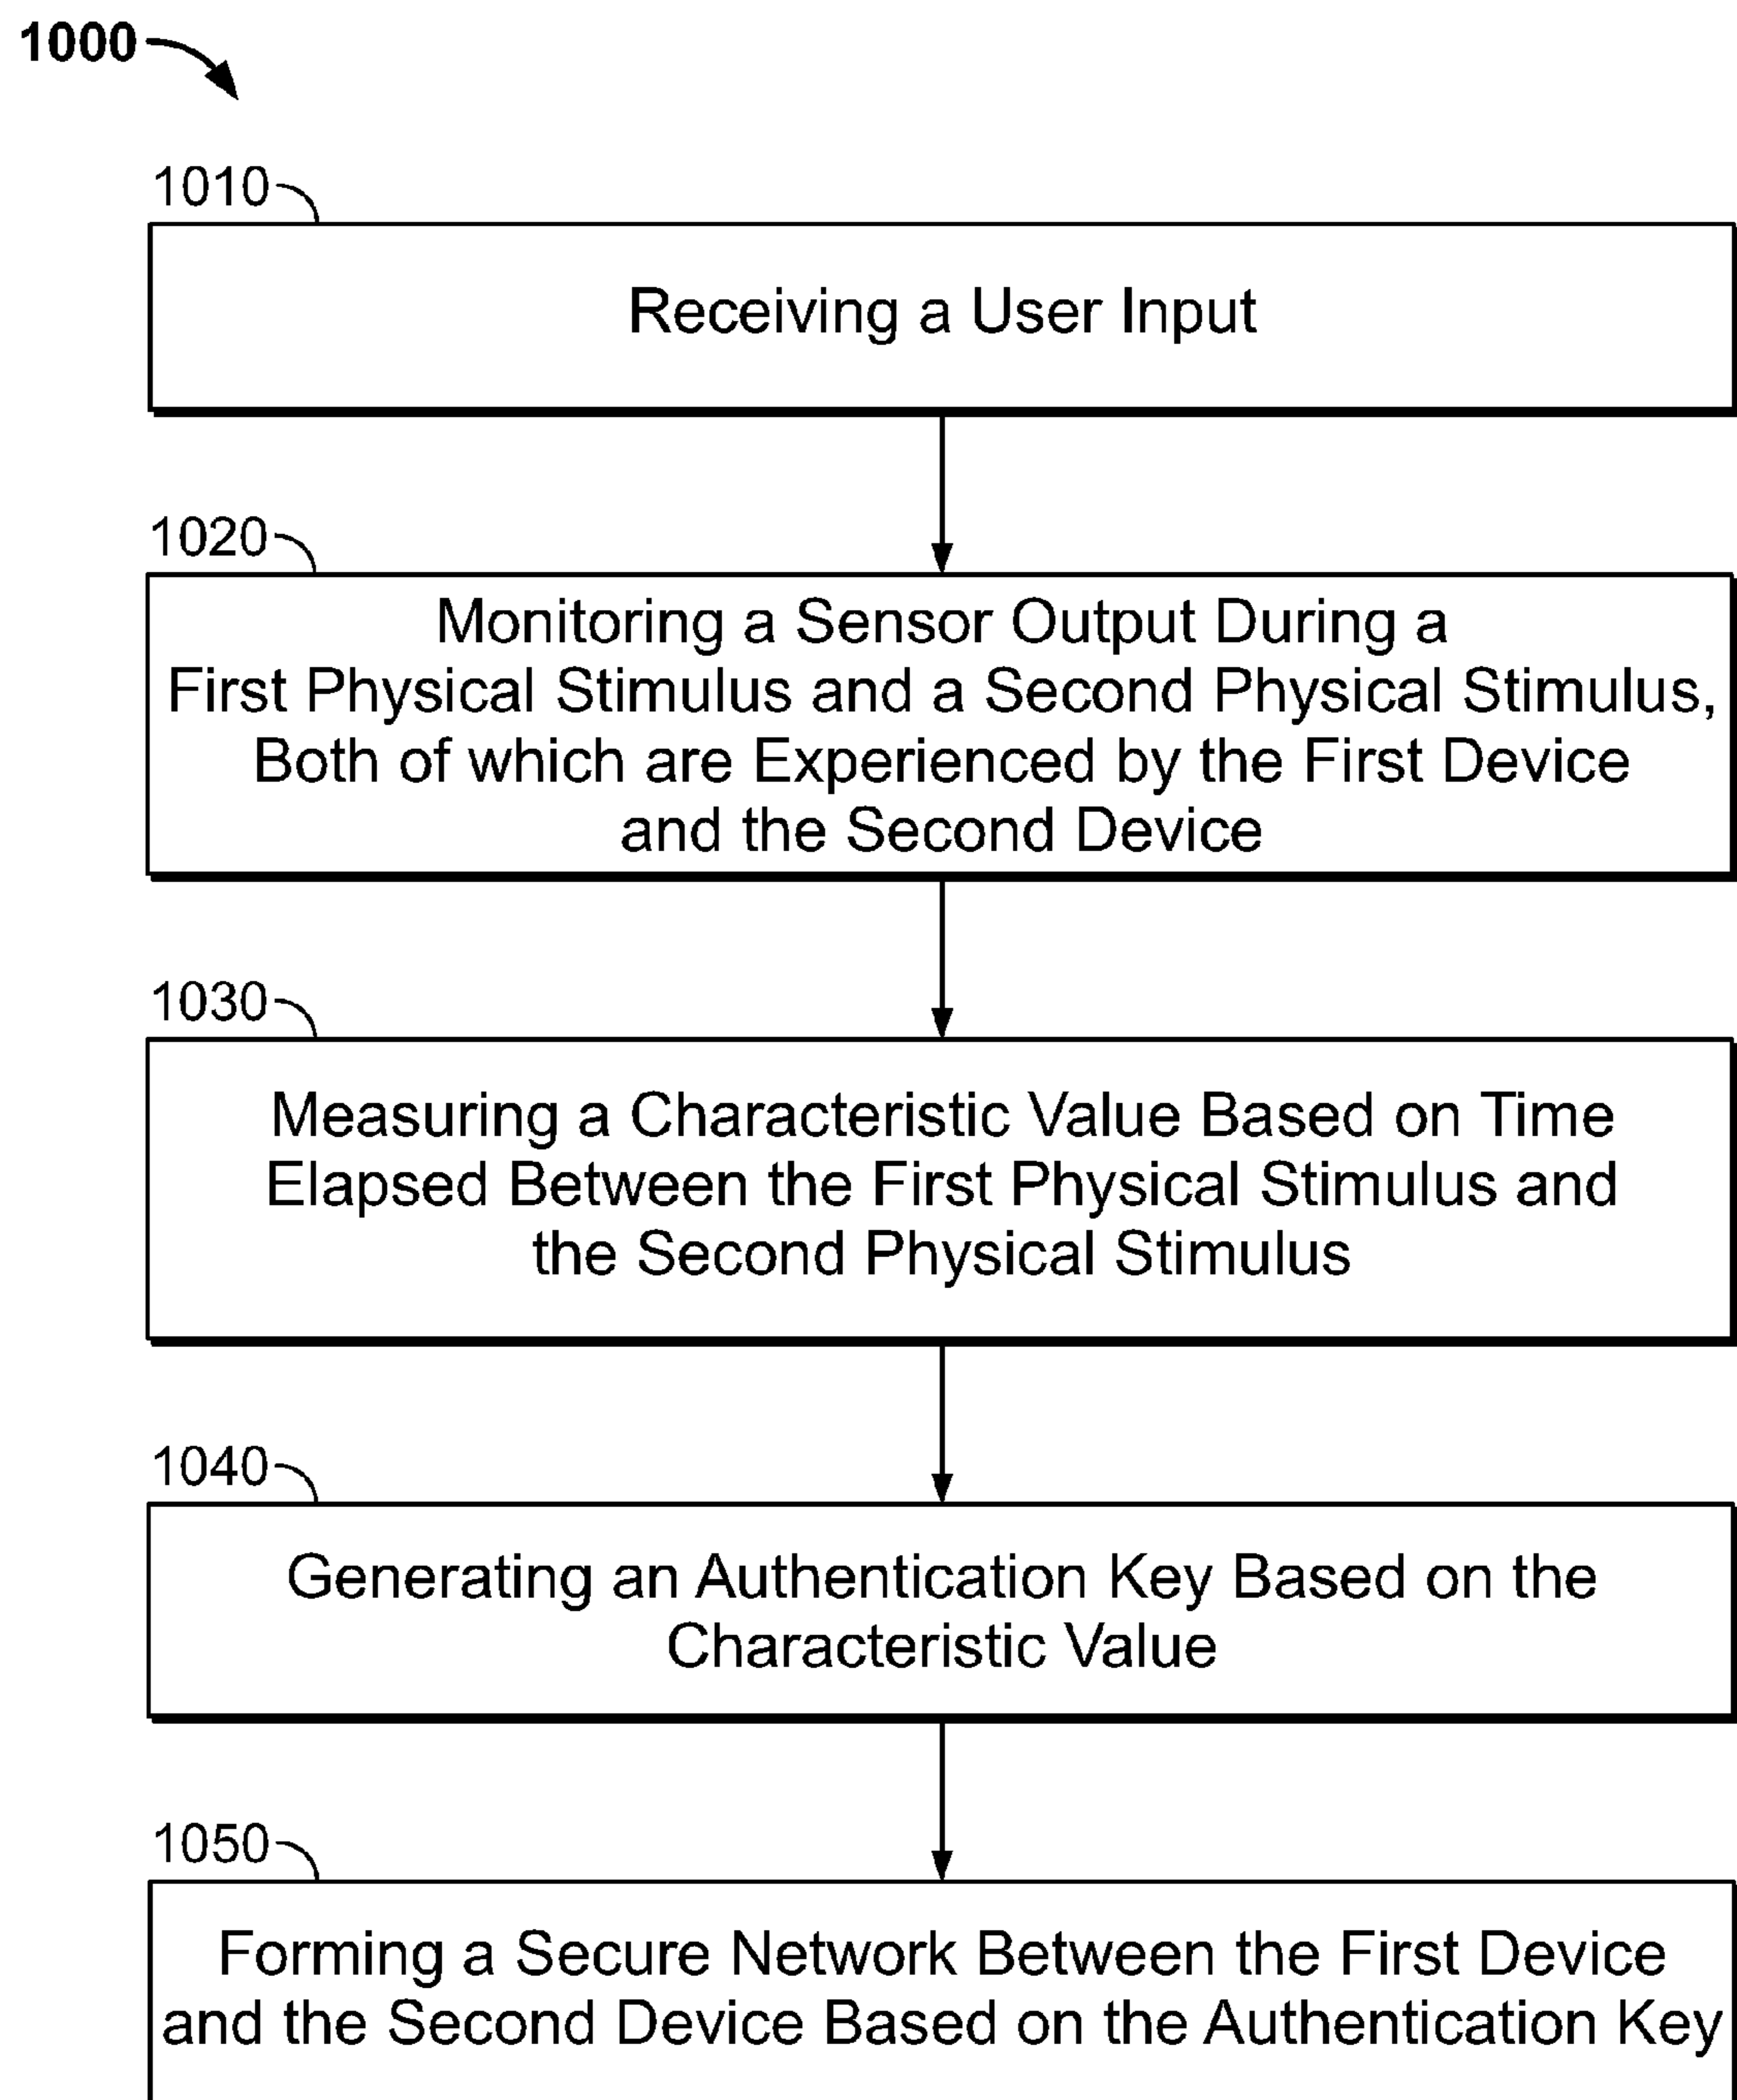 1000
1010
Receiving a User Input
1020
Monitoring a Sensor Output During a
First Physical Stimulus and a Second Physical Stimulus,
Both of which are Experienced by the First Device
and the Second Device
1030
Measuring a Characteristic Value Based on Time
Elapsed Between the First Physical Stimulus and
the Second Physical Stimulus
1040
Generating an Authentication Key Based on the
Characteristic Value
1050
Forming a Secure Network Between the First Device
and the Second Device Based on the Authentication Key